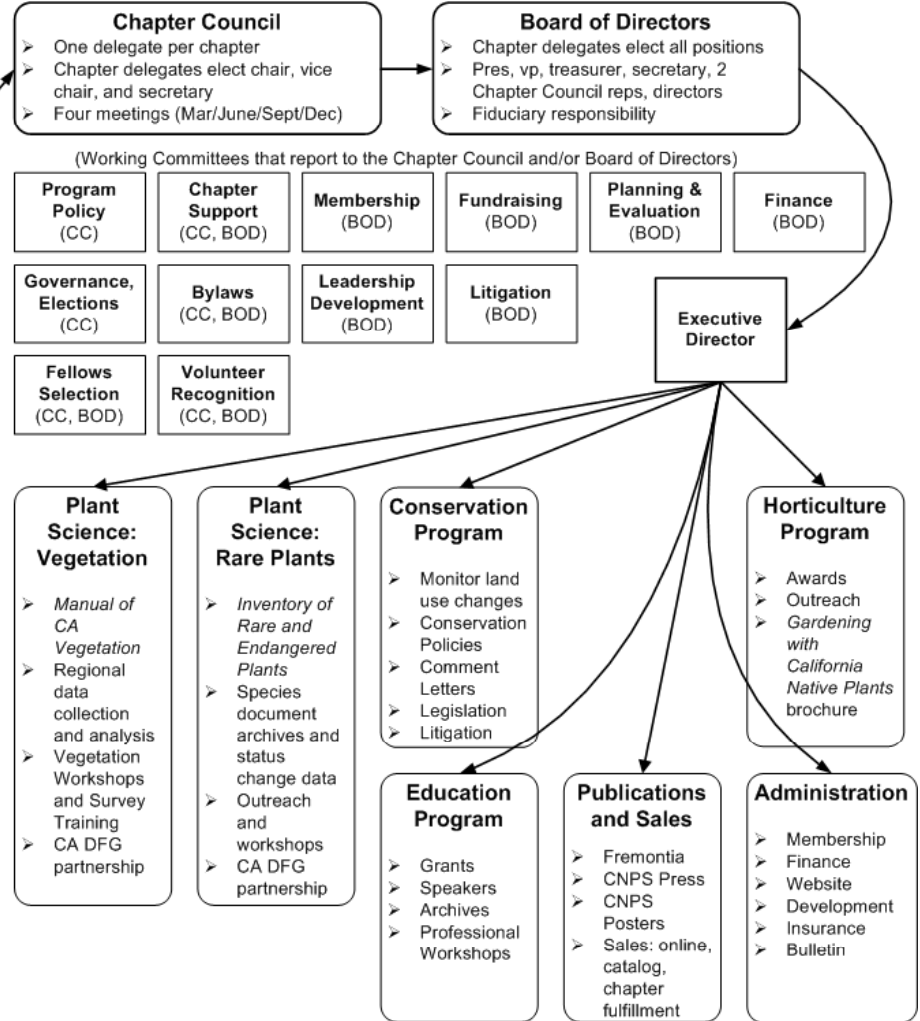 Chapter Council
➢ One delegate per chapter
➢ Chapter delegates elect chair, vice
chair, and secretary
➢ Four meetings (Mar/June/Sept/Dec)
Board of Directors
➢ Chapter delegates elect all positions
➢ Pres, vp, treasurer, secretary, 2
Chapter Council reps, directors
➢ Fiduciary responsibility
(Working Committees that report to the Chapter Council and/or Board of Directors)
Program
Policy
(CC)
Chapter
Support
(CC, BOD)
Membership
(BOD)
Fundraising
(BOD)
Planning &
Evaluation
(BOD)
Finance
(BOD)
Governance,
Elections
(CC)
Bylaws
(CC, BOD)
Leadership
Development
(BOD)
Litigation
(BOD)
Executive
Director
Fellows
Selection
(CC, BOD)
Volunteer
Recognition
(CC, BOD)
Plant
Science:
Vegetation
➢ Manual of
CA
Vegetation
➢ Regional
data
collection
and analysis
➢ Vegetation
Workshops
and Survey
Training
➢ CA DFG
partnership
Plant
Science:
Rare Plants
➢ Inventory of
Rare and
Endangered
Plants
➢ Species
document
archives and
status
change data
➢ Outreach
and
workshops
➢ CA DFG
partnership
Conservation
Program
➢ Monitor land
use changes
➢ Conservation
Policies
➢ Comment
Letters
➢ Legislation
➢ Litigation
Horticulture
Program
➢ Awards
➢ Outreach
➢ Gardening
with
California
Native Plants
brochure
Education
Program
➢ Grants
➢ Speakers
➢ Archives
➢ Professional
Workshops
Publications
and Sales
➢ Fremontia
➢ CNPS Press
➢ CNPS
Posters
➢ Sales: online,
catalog,
chapter
fulfillment
Administration
➢ Membership
➢ Finance
➢ Website
➢ Development
➢ Insurance
➢ Bulletin